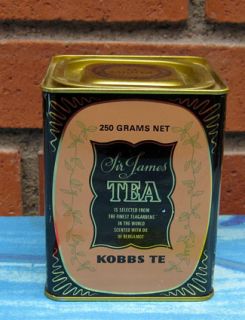 250 GRAMS NET
Sir James
TEA
IS SELECTED FROM
THE FINEST TEAGARDENS
IN THE WORLD
SCENTED WITH OIL
OF BERGAMOT
KOBBS TE